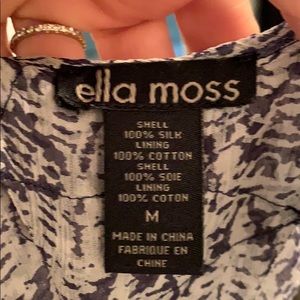 ella moss
SHELL
100% SILK
LINING
100% COTTON
SHELL
100% SOIE
LINING
100% COTON
M
MADE IN CHINA
FABRIQUE EN
CHINE